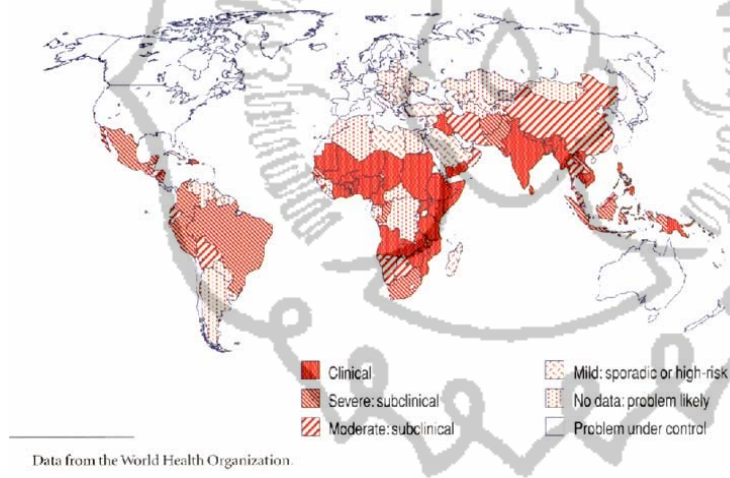 Clinical
Severe: subclinical
Moderate: subclinical
Mild: sporadic or high-risk
No data: problem likely
Problem under control
Data from the World Health Organization.